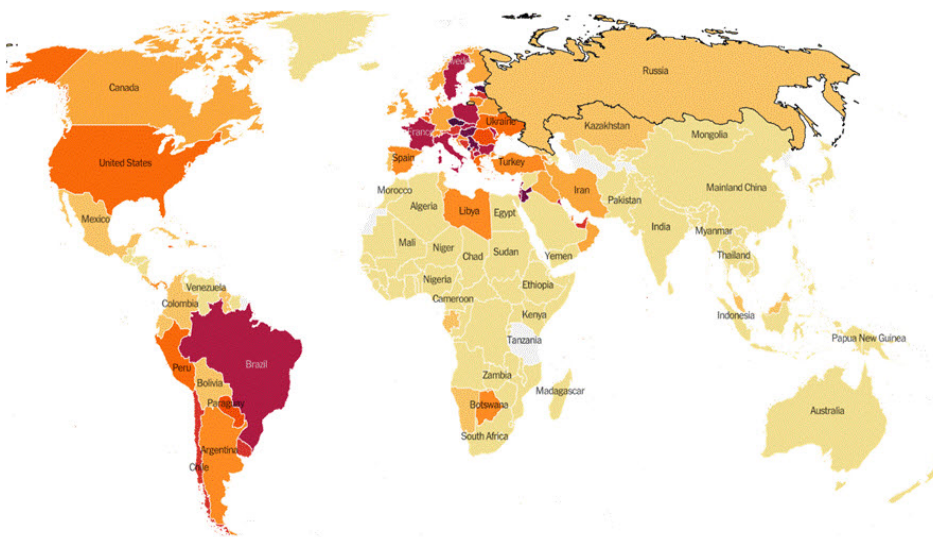 Canada
Russia
Sweden
Ukraine
France
Kazakhstan
Mongolia
United States
Spain
Turkey
Iran
Mainland China
Morocco
Algeria
Libya
Egypt
Pakistan
Mexico
India
Myanmar
Mali
Niger
Chad
Sudan
Yemen
Thailand
Venezuela
Nigeria
Ethiopia
Colombia
Cameroon
Kenya
Indonesia
Tanzania
Papua New Guinea
Peru
Brazil
Bolivia
Zambia
Madagascar
Paraguay
Botswana
Australia
South Africa
Argentina
Chile